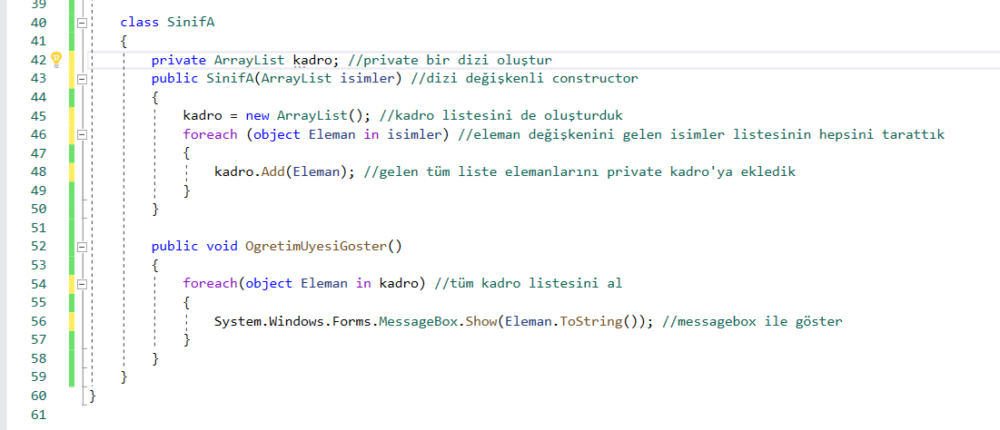 39
40 class SinifA
41 {
42 private ArrayList kadro; //private bir dizi oluştur
43 public SinifA(ArrayList isimler) //dizi değişkenli constructor
44 {
45 kadro = new ArrayList(); //kadro listesini de oluşturduk
46 foreach (object Eleman in isimler) //eleman değişkenini gelen isimler listesinin hepsini tarattık
47 {
48 kadro.Add(Eleman); //gelen tüm liste elemanlarını private kadro'ya ekledik
49 }
50 }
51
52 public void OgretimUyesiGoster()
53 {
54 foreach(object Eleman in kadro) //tüm kadro listesini al
55 {
56 System.Windows.Forms.MessageBox.Show(Eleman.ToString()); //messagebox ile göster
57 }
58 }
59 }
60 }
61